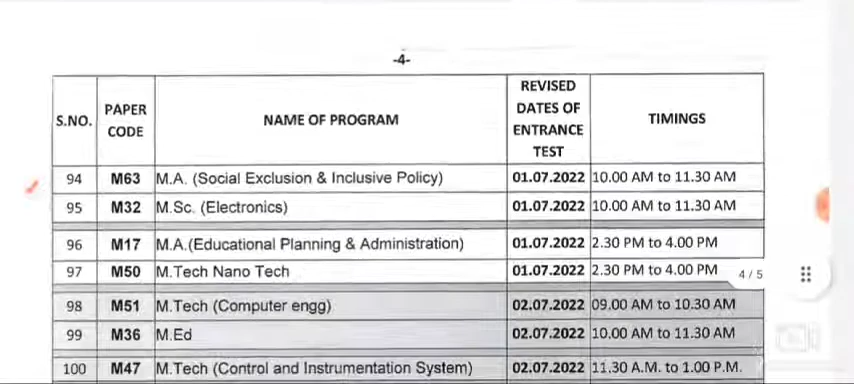 -4-
S.NO. PAPER CODE NAME OF PROGRAM REVISED DATES OF ENTRANCE TEST TIMINGS
94 M63 M.A. (Social Exclusion & Inclusive Policy) 01.07.2022 10.00 AM to 11.30 AM
95 M32 M.Sc. (Electronics) 01.07.2022 10.00 AM to 11.30 AM
96 M17 M.A.(Educational Planning & Administration) 01.07.2022 2.30 PM to 4.00 PM
97 M50 M.Tech Nano Tech 01.07.2022 2.30 PM to 4.00 PM
4 / 5
98 M51 M.Tech (Computer engg) 02.07.2022 09.00 AM to 10.30 AM
99 M36 M.Ed 02.07.2022 10.00 AM to 11.30 AM
100 M47 M.Tech (Control and Instrumentation System) 02.07.2022 11.30 A.M. to 1.00 P.M.